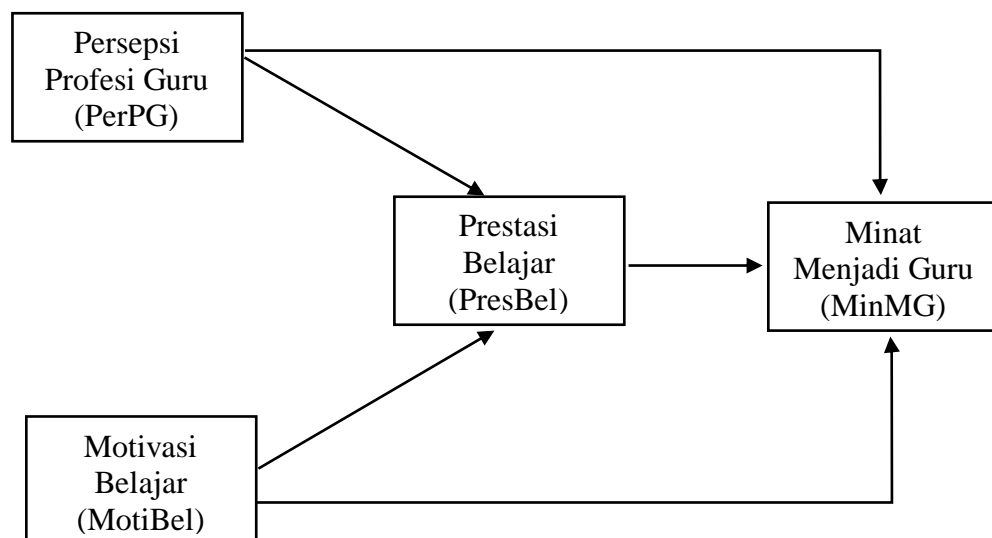 Persepsi
Profesi Guru
(PerPG)
Prestasi
Belajar
(PresBel)
Minat
Menjadi Guru
(MinMG)
Motivasi
Belajar
(MotiBel)